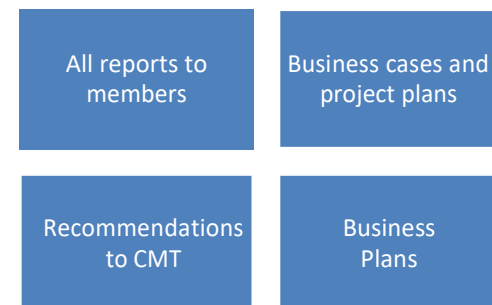 All reports to
members
Business cases and
project plans
Recommendations
to CMT
Business
Plans